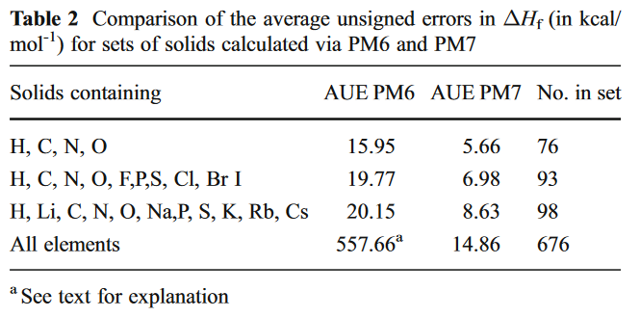 Table 2 Comparison of the average unsigned errors in ΔHf (in kcal/
mol-1) for sets of solids calculated via PM6 and PM7
Solids containing AUE PM6 AUE PM7 No. in set
H, C, N, O 15.95 5.66 76
H, C, N, O, F,P,S, Cl, Br I 19.77 6.98 93
H, Li, C, N, O, Na,P, S, K, Rb, Cs 20.15 8.63 98
All elements 557.66a 14.86 676
a See text for explanation